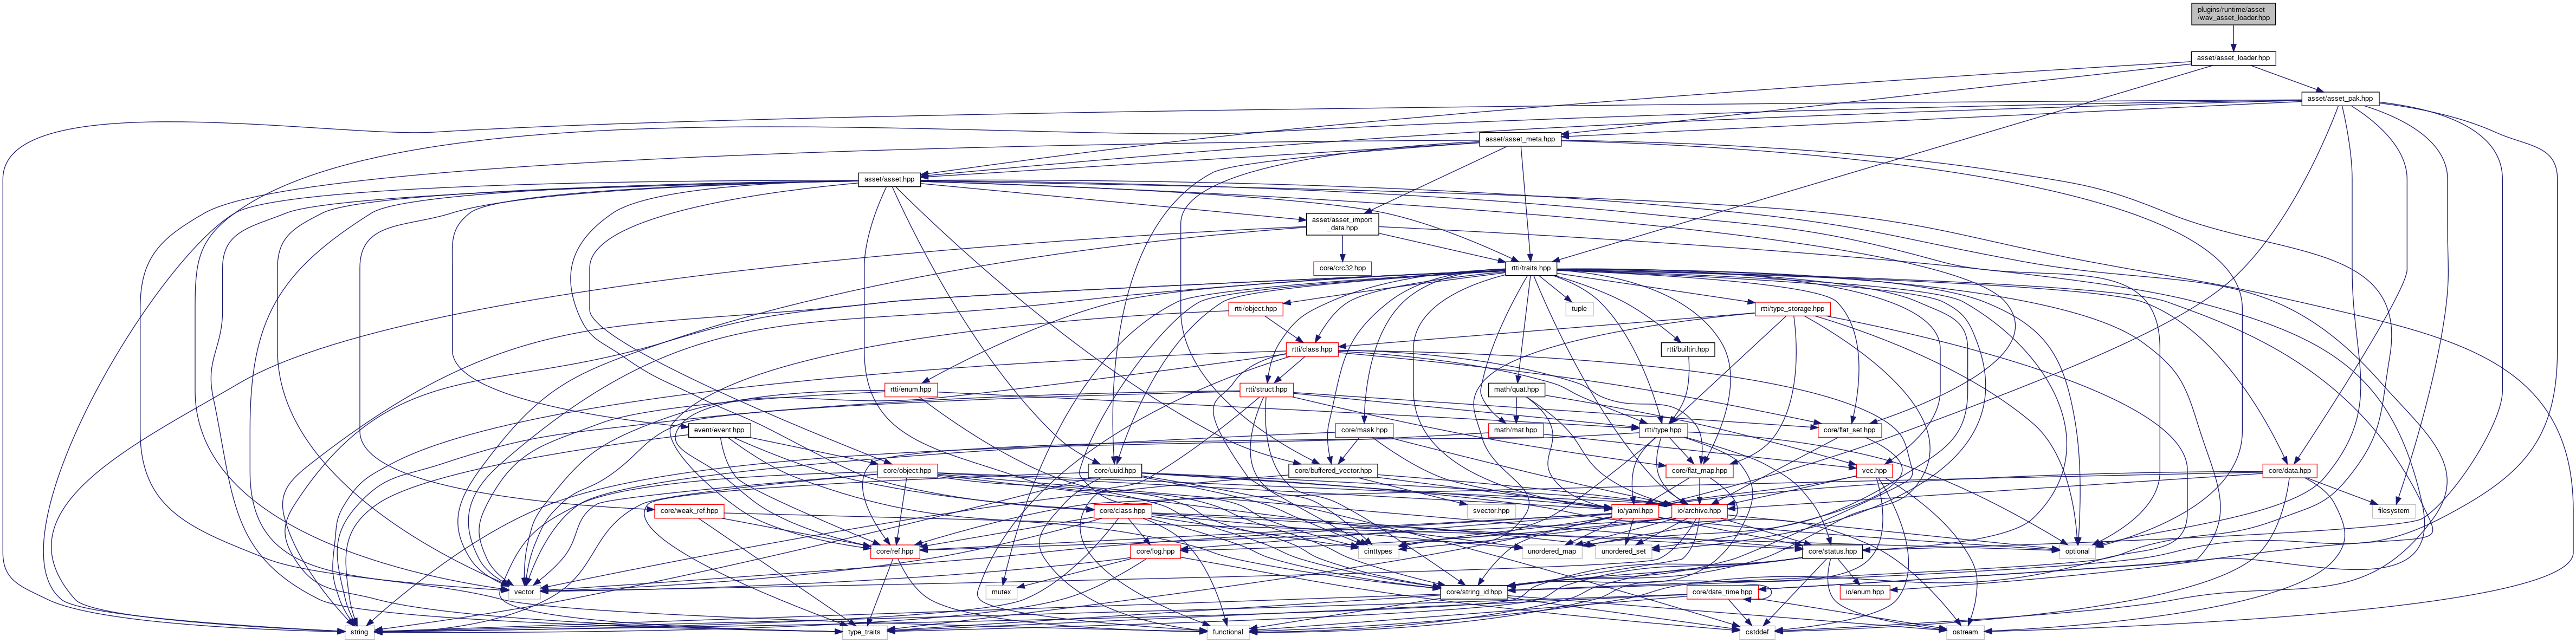 plugins/runtime/asset
/wav_asset_loader.hpp
asset/asset_loader.hpp
asset/asset_pak.hpp
asset/asset_meta.hpp
asset/asset.hpp
asset/asset_import
_data.hpp
core/crc32.hpp
rtti/traits.hpp
rtti/object.hpp
tuple
rtti/type_storage.hpp
rtti/class.hpp
rtti/builtin.hpp
rtti/enum.hpp
rtti/struct.hpp
math/quat.hpp
event/event.hpp
core/mask.hpp
math/mat.hpp
rtti/type.hpp
core/flat_set.hpp
core/object.hpp
core/uuid.hpp
core/buffered_vector.hpp
core/flat_map.hpp
vec.hpp
core/data.hpp
core/weak_ref.hpp
core/class.hpp
svector.hpp
io/yaml.hpp
io/archive.hpp
filesystem
core/ref.hpp
core/log.hpp
cinttypes
unordered_map
unordered_set
core/status.hpp
optional
vector
mutex
core/string_id.hpp
core/date_time.hpp
io/enum.hpp
string
type_traits
functional
cstddef
ostream